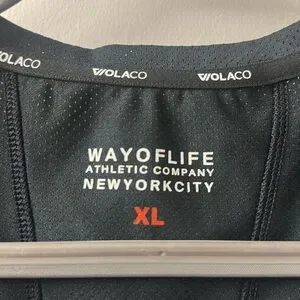 WOLACO WOLACO WOLACO
WAYOFLIFE
ATHLETIC COMPANY
NEWYORKCITY
XL